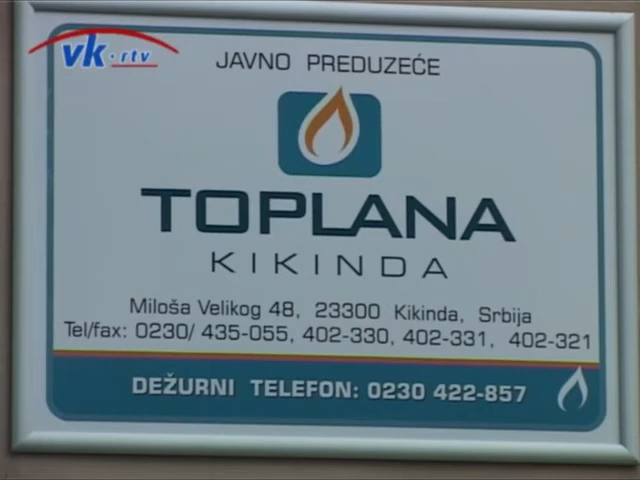 vk.rtv
JAVNO PREDUZEĆE
TOPLANA
KIKINDA
Miloša Velikog 48, 23300 Kikinda, Srbija
Tel/fax: 0230/ 435-055, 402-330, 402-331, 402-321
DEŽURNI TELEFON: 0230 422-857